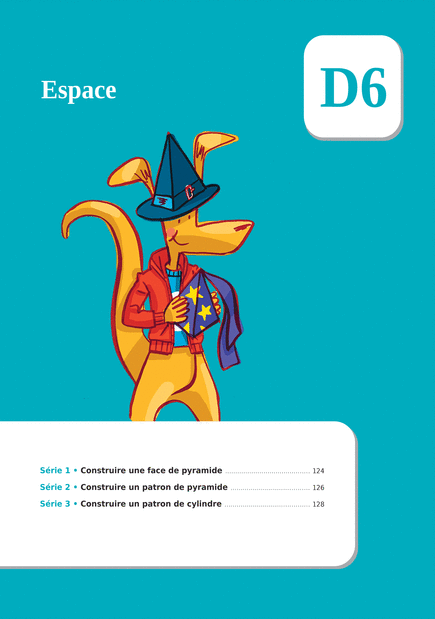 Espace
D6
Série 1 • Construire une face de pyramide ........................................ 124
Série 2 • Construire un patron de pyramide ...................................... 126
Série 3 • Construire un patron de cylindre ........................................ 128